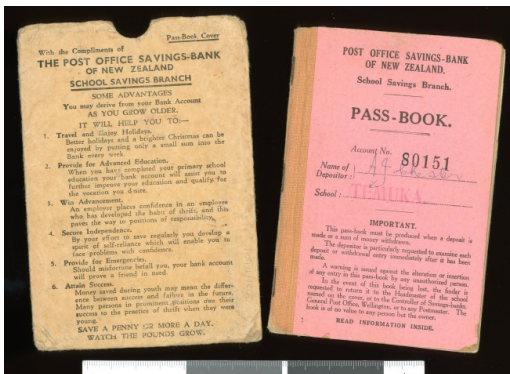 Pass-Book Cover
With the Compliments of
THE POST OFFICE SAVINGS-BANK
OF NEW ZEALAND
SCHOOL SAVINGS BRANCH
SOME ADVANTAGES
You may derive from your Bank Account
AS YOU GROW OLDER.
IT WILL HELP YOU TO:—
1. Travel and Enjoy Holidays.
Better holidays and a brighter Christmas can be
enjoyed by putting only a small sum into the
Bank every week.
2. Provide for Advanced Education.
When you have completed your primary school
education your bank account will assist you to
further improve your education and qualify for
the vocation you desire.
3. Win Advancement.
An employer places confidence in an employee
who has developed the habit of thrift, and this
paves the way to positions of responsibility.
4. Secure Independence.
By your effort to save regularly you develop a
spirit of self-reliance which will enable you to
face problems with confidence.
5. Provide for Emergencies.
Should misfortune befall you, your bank account
will prove a friend in need.
6. Attain Success.
Money saved during youth may mean the differ-
ence between success and failure in the future.
Many persons in prominent positions owe their
success to the practice of thrift when they were
young.
SAVE A PENNY OR MORE A DAY.
WATCH THE POUNDS GROW.
POST OFFICE SAVINGS-BANK
OF NEW ZEALAND.
School Savings Branch.
PASS-BOOK.
Account No. 80151
Name of
Depositor:
School: TEMUKA.
IMPORTANT.
This pass-book must be produced when a deposit is
made or a sum of money withdrawn.
The depositor is particularly requested to examine each
deposit or withdrawal entry immediately after it has been
made.
A warning is issued against the alteration or insertion
of any entry in this pass-book by any unauthorized person.
In the event of this book being lost, the finder is
requested to return it to the Headmaster of the school
named on the cover, or to the Controller of Savings-banks,
General Post Office, Wellington, or to any Postmaster. The
book is of no value to any person but the owner.
READ INFORMATION INSIDE.